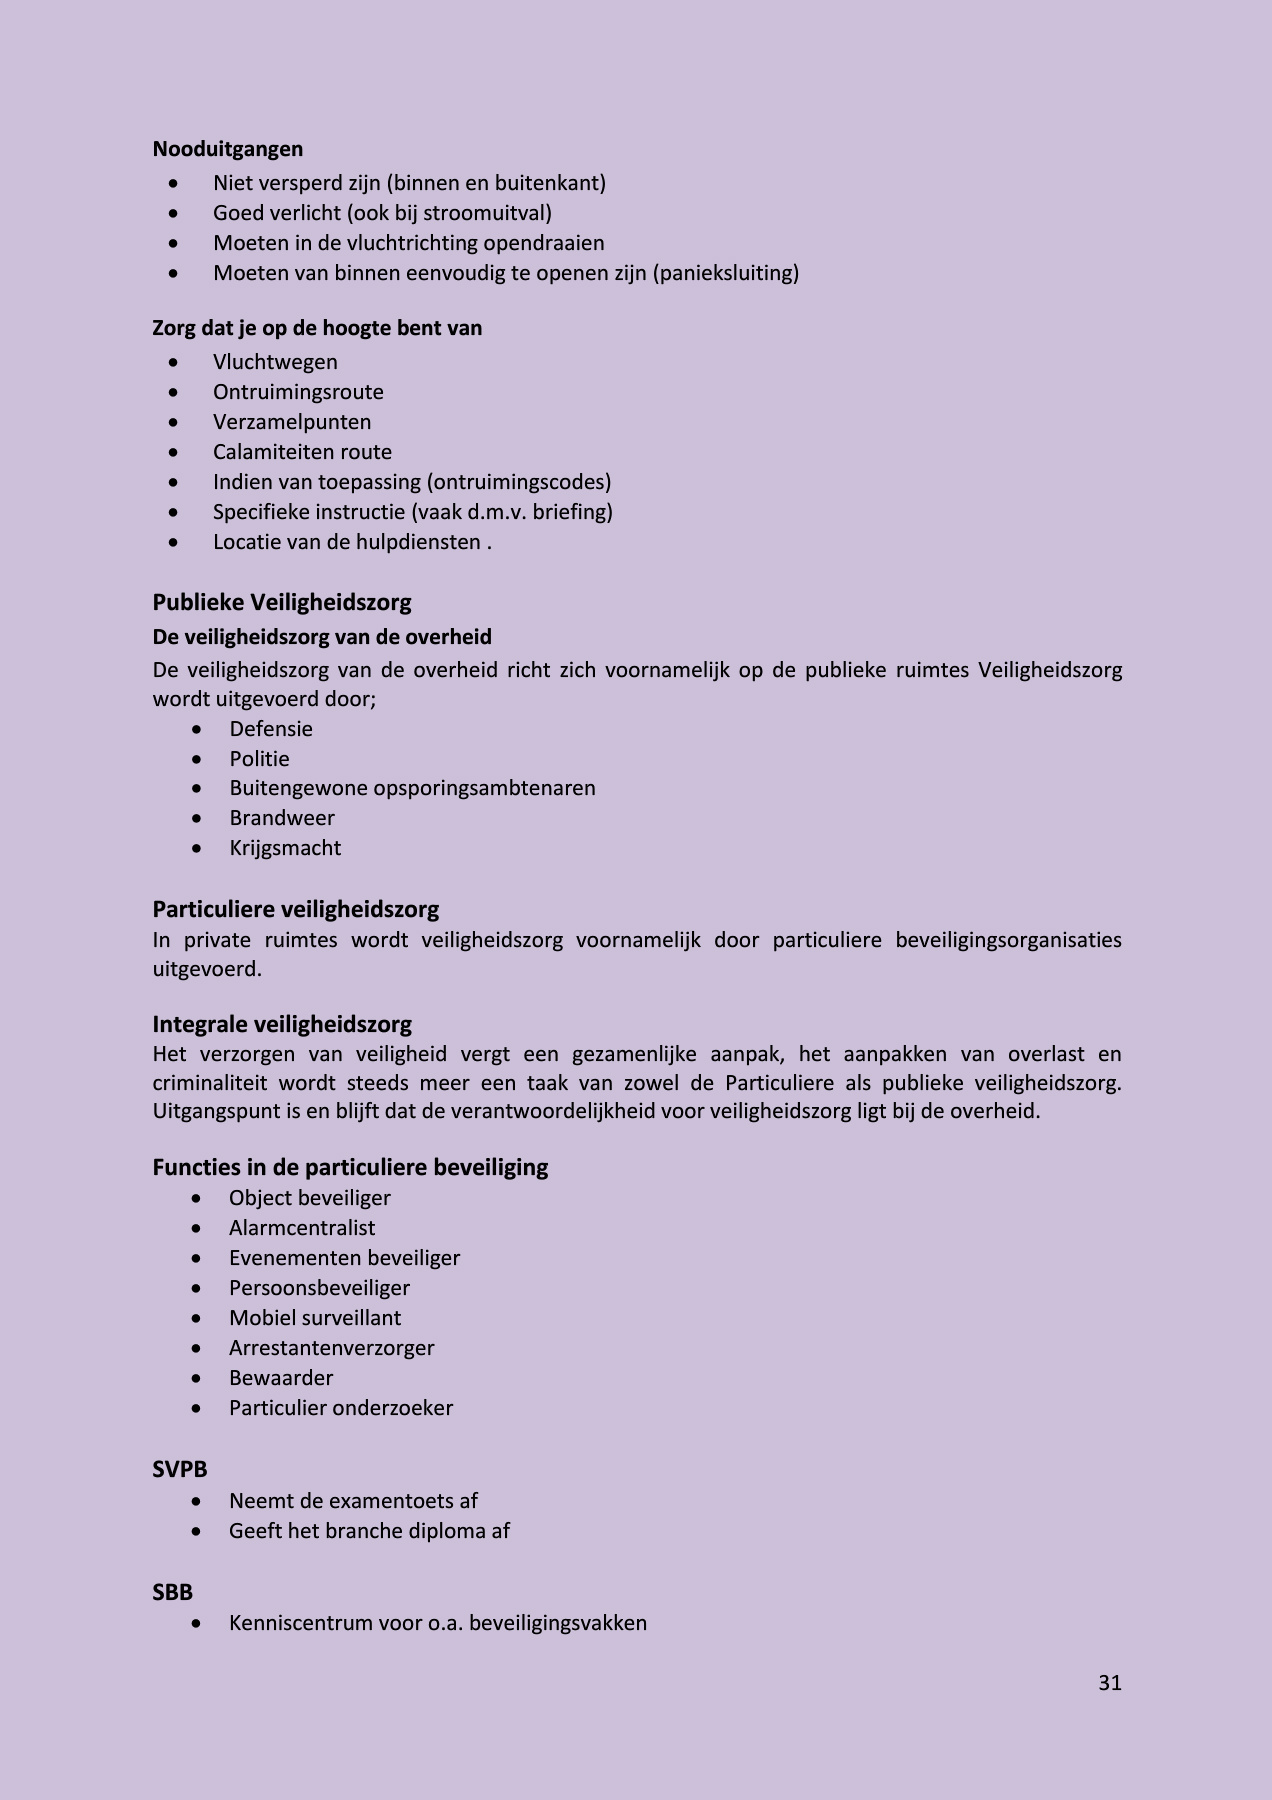 Nooduitgangen
• Niet versperd zijn (binnen en buitenkant)
• Goed verlicht (ook bij stroomuitval)
• Moeten in de vluchtrichting opendraaien
• Moeten van binnen eenvoudig te openen zijn (panieksluiting)
Zorg dat je op de hoogte bent van
• Vluchtwegen
• Ontruimingsroute
• Verzamelpunten
• Calamiteiten route
• Indien van toepassing (ontruimingscodes)
• Specifieke instructie (vaak d.m.v. briefing)
• Locatie van de hulpdiensten .
Publieke Veiligheidszorg
De veiligheidszorg van de overheid
De veiligheidszorg van de overheid richt zich voornamelijk op de publieke ruimtes Veiligheidszorg
wordt uitgevoerd door;
• Defensie
• Politie
• Buitengewone opsporingsambtenaren
• Brandweer
• Krijgsmacht
Particuliere veiligheidszorg
In private ruimtes wordt veiligheidszorg voornamelijk door particuliere beveiligingsorganisaties
uitgevoerd.
Integrale veiligheidszorg
Het verzorgen van veiligheid vergt een gezamenlijke aanpak, het aanpakken van overlast en
criminaliteit wordt steeds meer een taak van zowel de Particuliere als publieke veiligheidszorg.
Uitgangspunt is en blijft dat de verantwoordelijkheid voor veiligheidszorg ligt bij de overheid.
Functies in de particuliere beveiliging
• Object beveiliger
• Alarmcentralist
• Evenementen beveiliger
• Persoonsbeveiliger
• Mobiel surveillant
• Arrestantenverzorger
• Bewaarder
• Particulier onderzoeker
SVPB
• Neemt de examentoets af
• Geeft het branche diploma af
SBB
• Kenniscentrum voor o.a. beveiligingsvakken
31